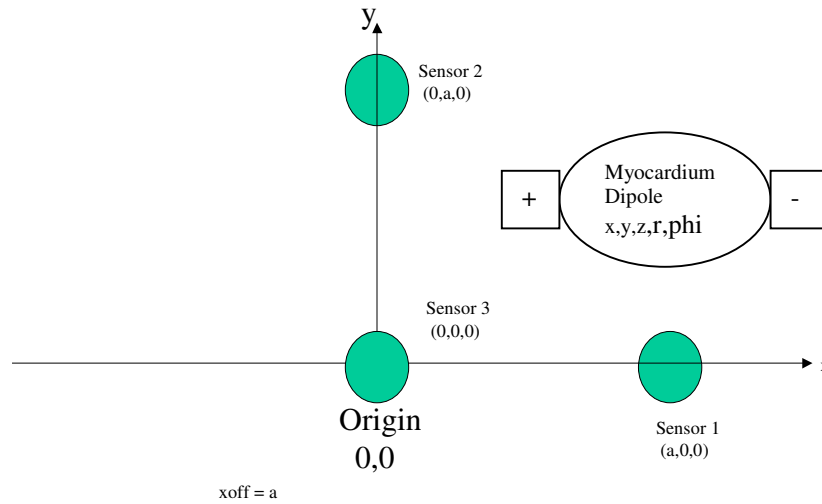 y
Sensor 2
(0,a,0)
Myocardium
Dipole
x,y,z,r,phi
+
-
Sensor 3
(0,0,0)
Origin
0,0
Sensor 1
(a,0,0)
xoff = a